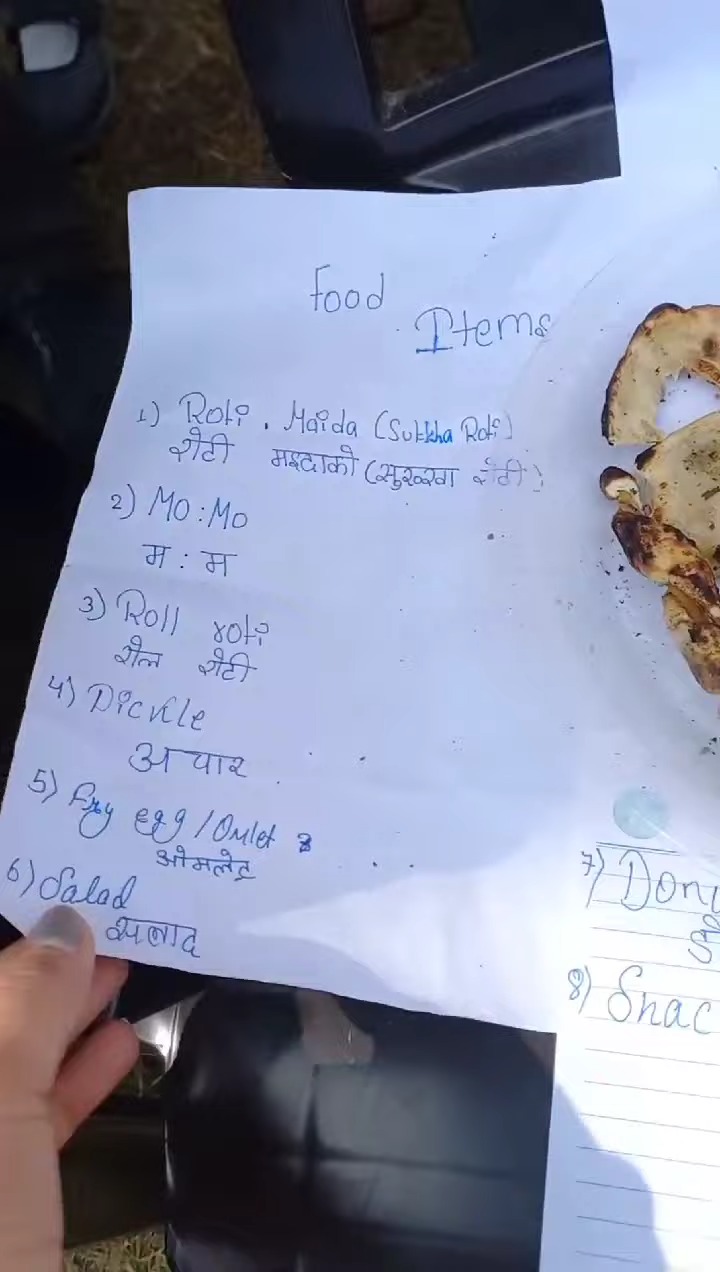 Food
Items
1) Roti . Maida (Sukkha Roti)
रोटी मइदाको (सुख्खा रोटी)
2) MO:MO
म : म
3) Roll roti
रोल रोटी
4) Pickle
अचार
5) Fry egg / Omlet
ओमलेट
6) Salad
सलाद
7)
8)